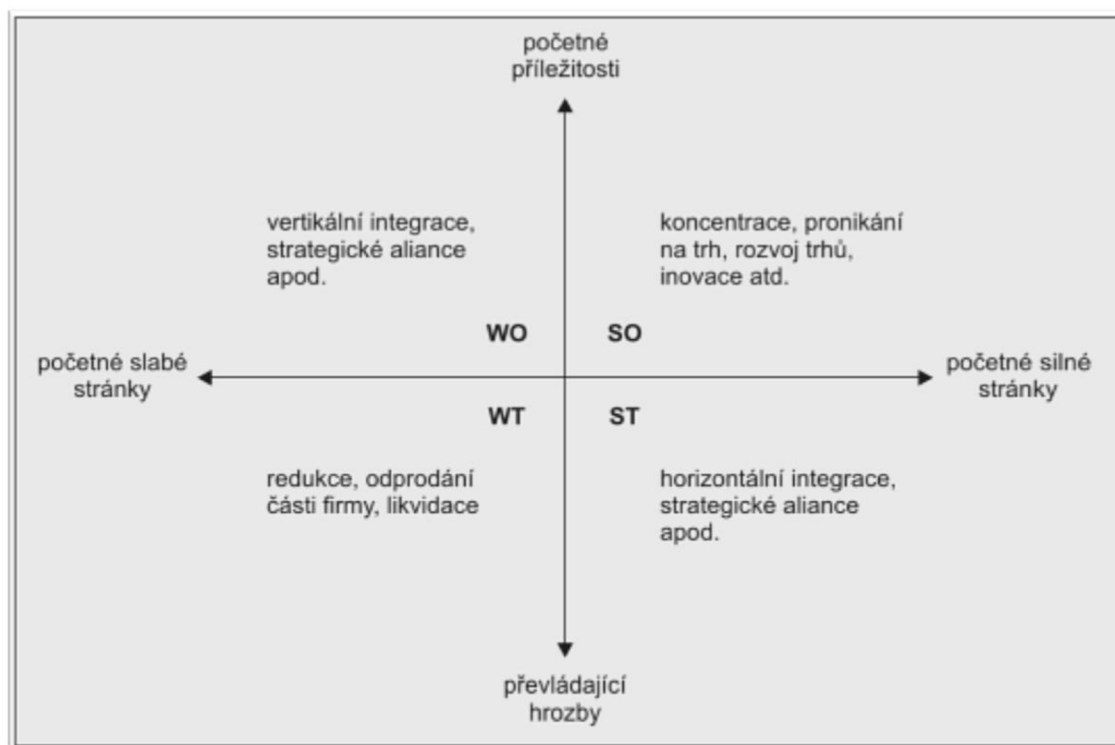 početné
příležitosti
vertikální integrace,
strategické aliance
apod.
koncentrace, pronikání
na trh, rozvoj trhů,
inovace atd.
WO
SO
početné slabé
stránky
početné silné
stránky
WT
ST
redukce, odprodání
části firmy, likvidace
horizontální integrace,
strategické aliance
apod.
převládající
hrozby